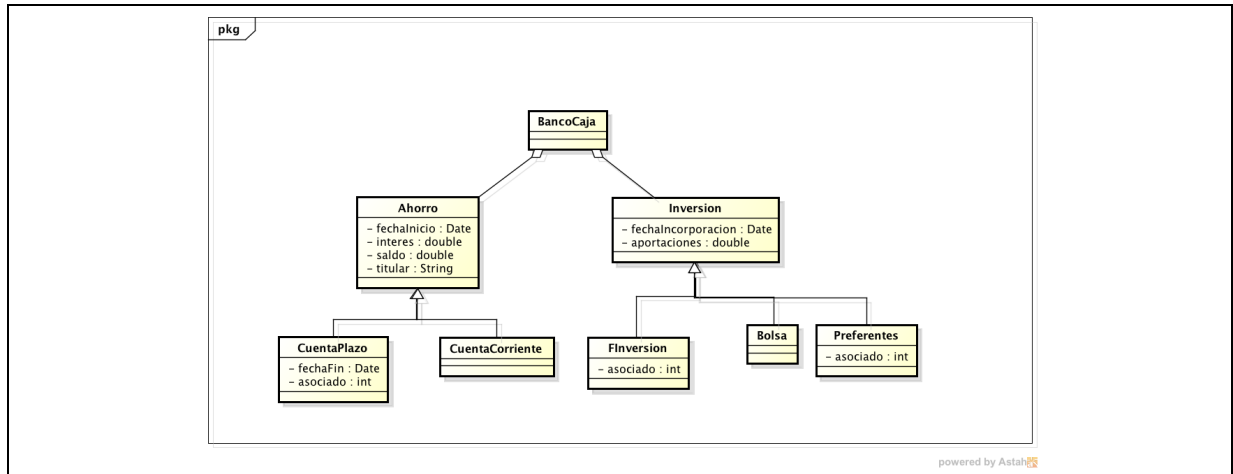 pkg
BancoCaja
Ahorro
- fechaInicio : Date
- interes : double
- saldo : double
- titular : String
Inversion
- fechaIncorporacion : Date
- aportaciones : double
CuentaPlazo
- fechaFin : Date
- asociado : int
CuentaCorriente
FInversion
- asociado : int
Bolsa
Preferentes
- asociado : int
powered by Astah